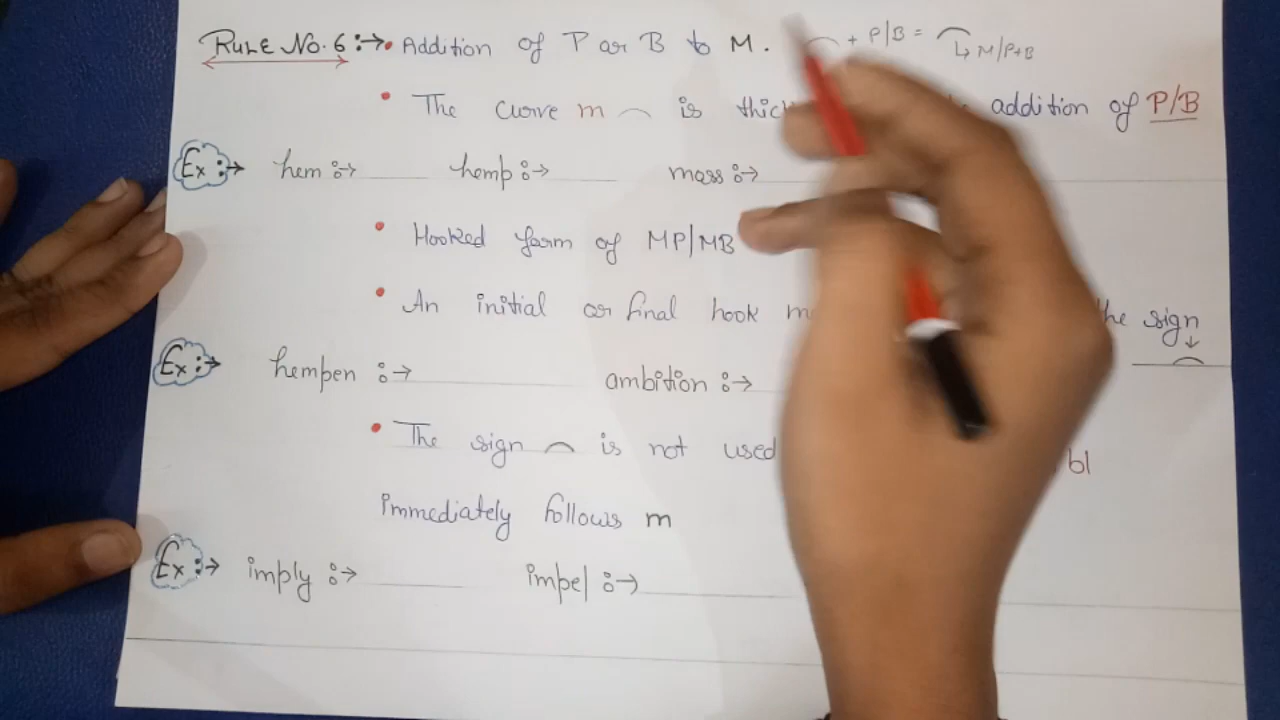 RULE NO. 6 :→ • Addition of P or B to M. ⌒ + P/B = ⌒
↳ M/P+B
• The curve m ⌒ is addition of P/B
Ex :→ hem :→ hemp :→ mass :→
• Hooked form of MP/MB
• An initial or final hook the sign
↓
Ex :→ hempen :→ ambition :→
• The sign ⌒ is not used bl
immediately follows m
Ex :→ imply :→ impel :→